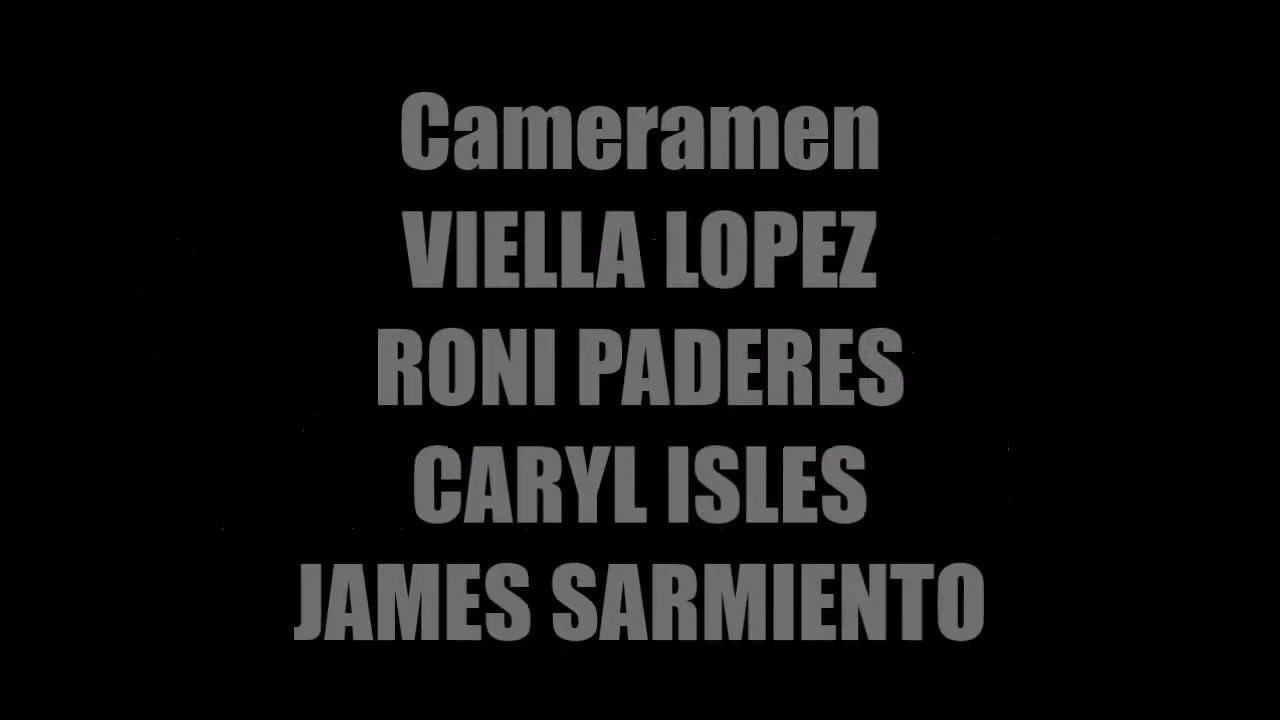 Cameramen
VIELLA LOPEZ
RONI PADERES
CARYL ISLES
JAMES SARMIENTO